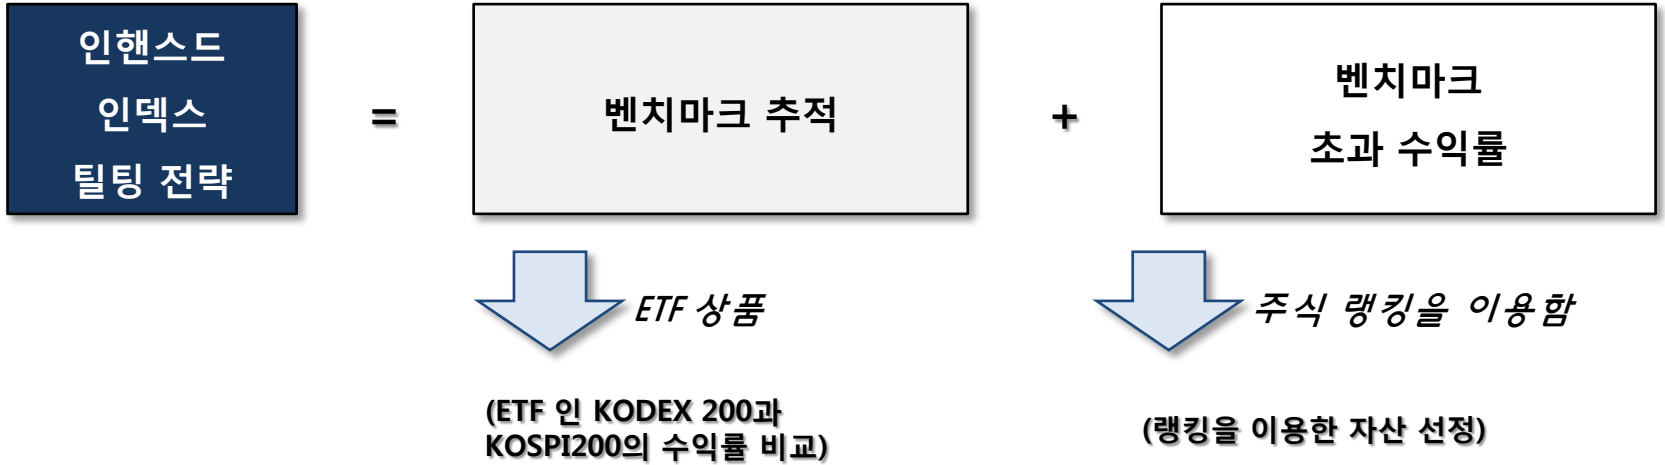 인핸스드
인덱스
틸팅 전략
=
벤치마크 추적
+
벤치마크
초과 수익률
ETF 상품
주식 랭킹을 이용함
(ETF 인 KODEX 200과
KOSPI200의 수익률 비교)
(랭킹을 이용한 자산 선정)